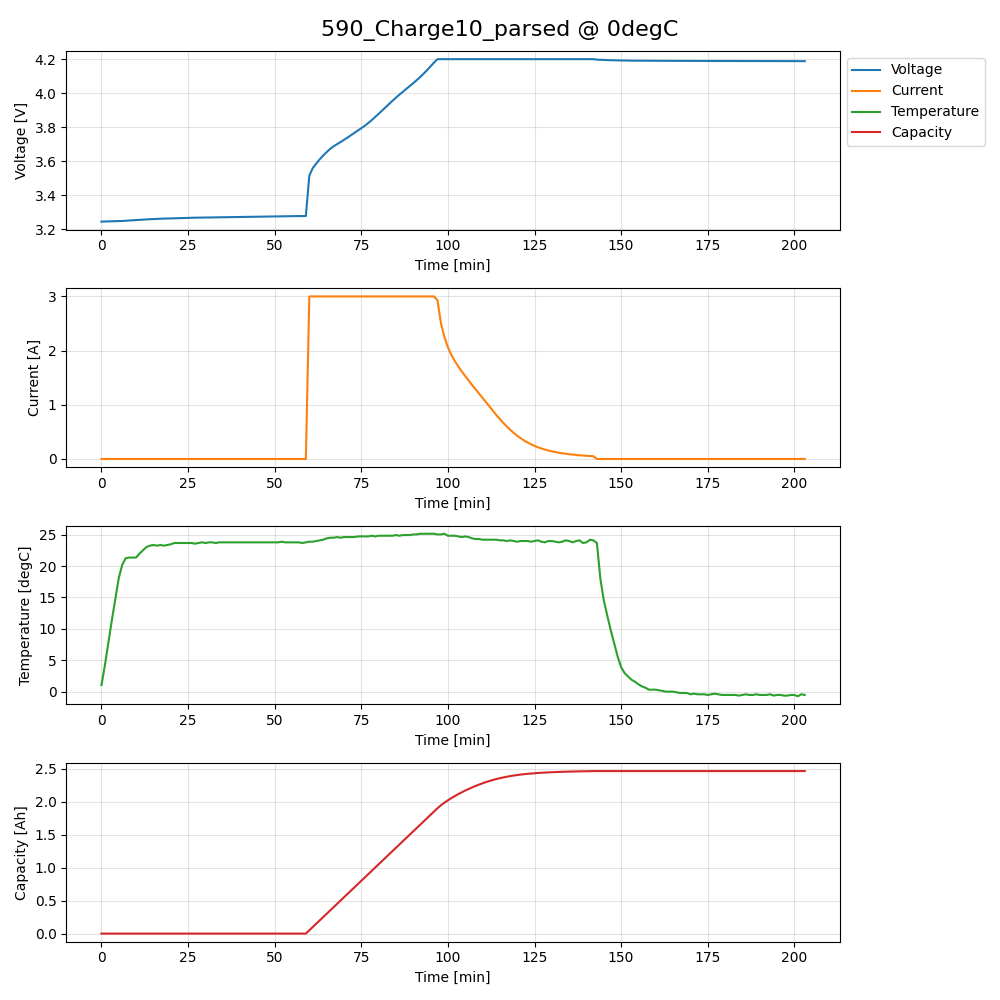 590_Charge10_parsed @ 0degC
4.2
4.0
3.8
3.6
3.4
3.2
Voltage [V]
0 25 50 75 100 125 150 175 200
Time [min]
Voltage
Current
Temperature
Capacity
3
2
1
0
Current [A]
0 25 50 75 100 125 150 175 200
Time [min]
25
20
15
10
5
0
Temperature [degC]
0 25 50 75 100 125 150 175 200
Time [min]
2.5
2.0
1.5
1.0
0.5
0.0
Capacity [Ah]
0 25 50 75 100 125 150 175 200
Time [min]